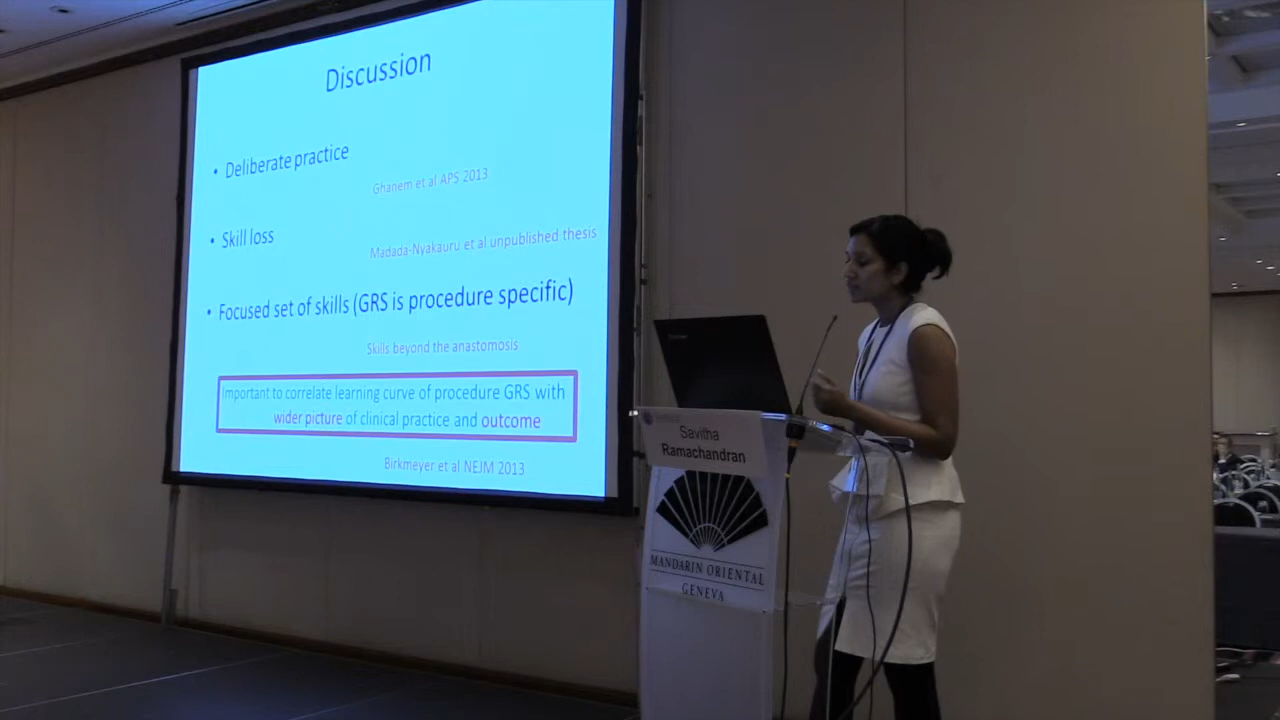 Discussion
• Deliberate practice
Ghanem et al APS 2013
• Skill loss
Madada-Nyakauru et al unpublished thesis
• Focused set of skills (GRS is procedure specific)
Skills beyond the anastomosis
Important to correlate learning curve of procedure GRS with
wider picture of clinical practice and outcome
Birkmeyer et al NEJM 2013
Savitha
Ramachandran
MANDARIN ORIENTAL
GENEVA